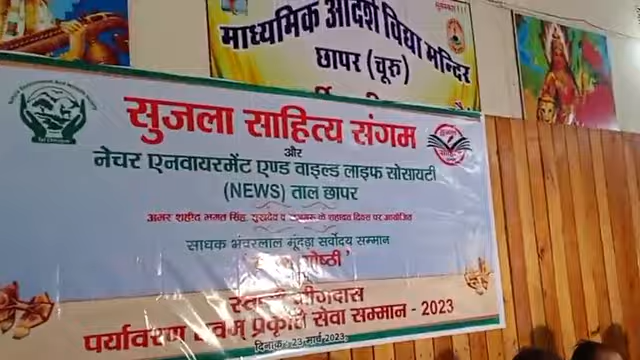 माध्यमिक आदर्श विद्या मन्दिर
छापर (चूरू)
सुजला साहित्य संगम
और
नेचर एनवायरमेंट एण्ड वाइल्ड लाइफ सोसायटी
(NEWS) ताल छापर
अमर शहीद भगत सिंह, सुखदेव व के शहादत दिवस पर आयोजित
साधक भंवरलाल मूंदड़ा सर्वोदय सम्मान
गोष्ठी'
पर्यावरण एवम् प्रकृति सेवा सम्मान - 2023
दिनांक : 23 मार्च 2023